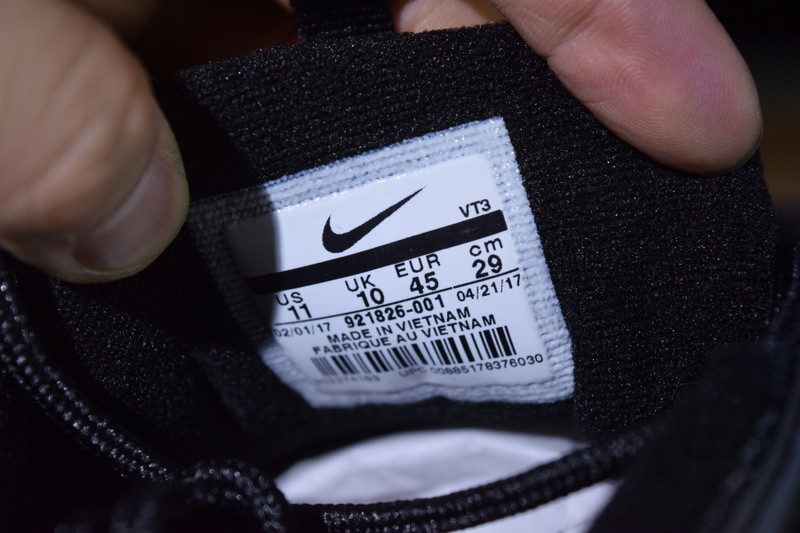 VT3
US UK EUR cm
11 10 45 29
02/01/17 921826-001 04/21/17
MADE IN VIETNAM
FABRIQUE AU VIETNAM
UPC 00885178376030